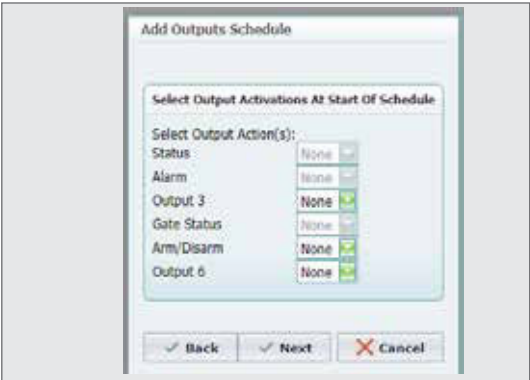 Add Outputs Schedule
Select Output Activations At Start Of Schedule
Select Output Action(s):
Status None
Alarm None
Output 3 None
Gate Status None
Arm/Disarm None
Output 6 None
Back Next Cancel